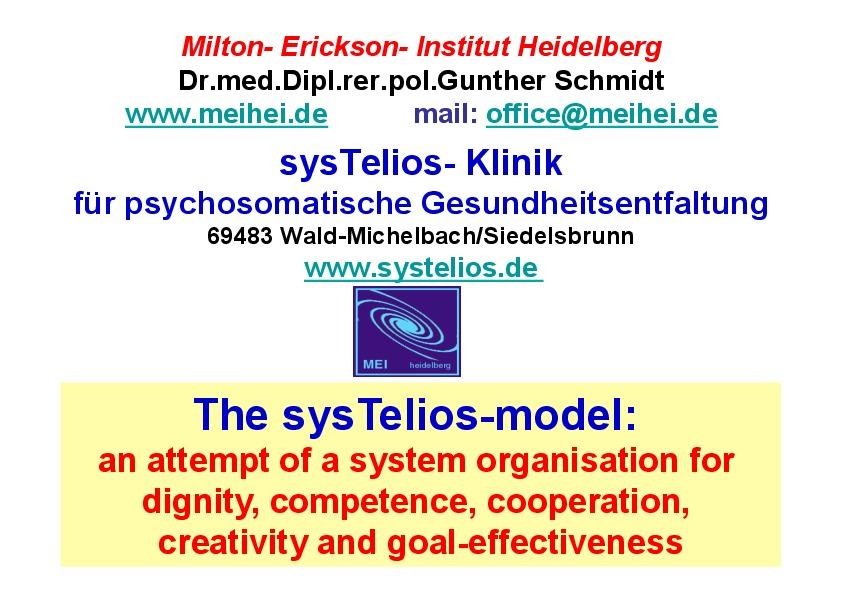 Milton- Erickson- Institut Heidelberg
Dr.med.Dipl.rer.pol.Gunther Schmidt
www.meihei.de mail: office@meihei.de
sysTelios- Klinik
für psychosomatische Gesundheitsentfaltung
69483 Wald-Michelbach/Siedelsbrunn
www.systelios.de
MEI heidelberg
The sysTelios-model:
an attempt of a system organisation for
dignity, competence, cooperation,
creativity and goal-effectiveness